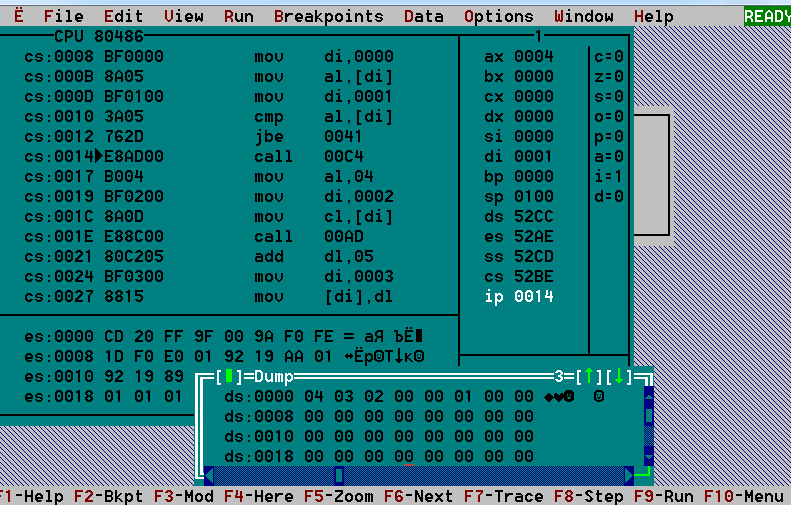 Ë File Edit View Run Breakpoints Data Options Window Help READY
CPU 80486 1
cs:0008 BF0000 mov di,0000 ax 0004 c=0
cs:000B 8A05 mov al,[di] bx 0000 z=0
cs:000D BF0100 mov di,0001 cx 0000 s=0
cs:0010 3A05 cmp al,[di] dx 0000 o=0
cs:0012 762D jbe 0041 si 0000 p=0
cs:0014►E8AD00 call 00C4 di 0001 a=0
cs:0017 B004 mov al,04 bp 0000 i=1
cs:0019 BF0200 mov di,0002 sp 0100 d=0
cs:001C 8A0D mov cl,[di] ds 52CC
cs:001E E88C00 call 00AD es 52AE
cs:0021 80C205 add dl,05 ss 52CD
cs:0024 BF0300 mov di,0003 cs 52BE
cs:0027 8815 mov [di],dl ip 0014
es:0000 CD 20 FF 9F 00 9A F0 FE = аЯ ЪЁ■
es:0008 1D F0 E0 01 92 19 AA 01 ↔Ёр☺Т↓к☺
es:0010 92 19 89
es:0018 01 01 01
[■]=Dump 3=[↑][↓]
ds:0000 04 03 02 00 00 01 00 00 ♦♥☻ ☺
ds:0008 00 00 00 00 00 00 00 00
ds:0010 00 00 00 00 00 00 00 00
ds:0018 00 00 00 00 00 00 00 00
F1-Help F2-Bkpt F3-Mod F4-Here F5-Zoom F6-Next F7-Trace F8-Step F9-Run F10-Menu